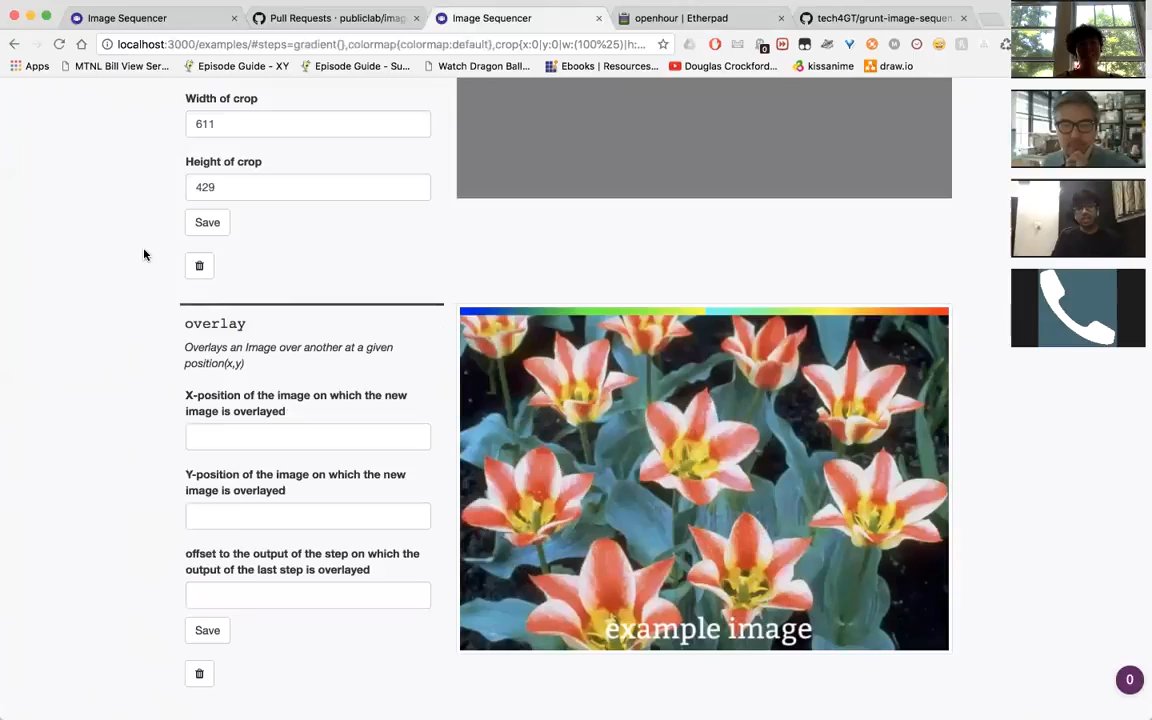 Image Sequencer
Pull Requests · publiclab/imag
Image Sequencer
openhour | Etherpad
tech4GT/grunt-image-sequen
localhost:3000/examples/#steps=gradient{},colormap{colormap:default},crop{x:0|y:0|w:(100%25)|h:
0
Apps
MTNL Bill View Ser...
Episode Guide - XY
Episode Guide - Su...
Watch Dragon Ball...
Ebooks | Resources...
Douglas Crockford...
kissanime
draw.io
Width of crop
611
Height of crop
429
Save
overlay
Overlays an Image over another at a given
position(x,y)
X-position of the image on which the new
image is overlayed
Y-position of the image on which the new
image is overlayed
offset to the output of the step on which the
output of the last step is overlayed
Save
example image
0